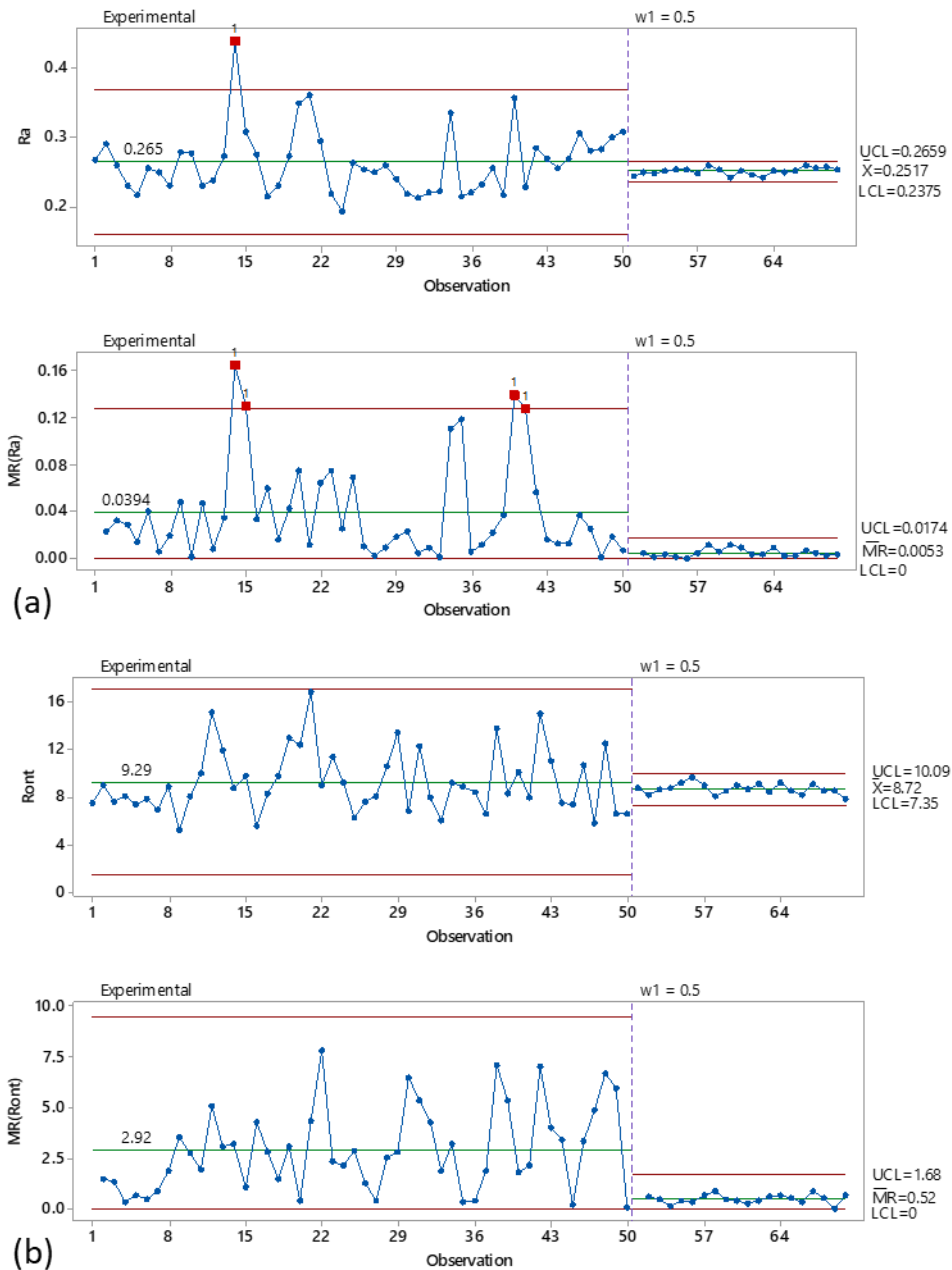 Experimental w1 = 0.5
1
0.4
0.3
0.2
Ra
0.265
UCL=0.2659
X=0.2517
LCL=0.2375
1 8 15 22 29 36 43 50 57 64
Observation
Experimental w1 = 0.5
1
1
1
1
0.16
0.12
0.08
0.04
0.00
MR(Ra)
0.0394
UCL=0.0174
MR=0.0053
LCL=0
1 8 15 22 29 36 43 50 57 64
Observation
(a)
Experimental w1 = 0.5
16
12
8
4
0
Ront
9.29
UCL=10.09
X=8.72
LCL=7.35
1 8 15 22 29 36 43 50 57 64
Observation
Experimental w1 = 0.5
10.0
7.5
5.0
2.5
0.0
MR(Ront)
2.92
UCL=1.68
MR=0.52
LCL=0
1 8 15 22 29 36 43 50 57 64
Observation
(b)